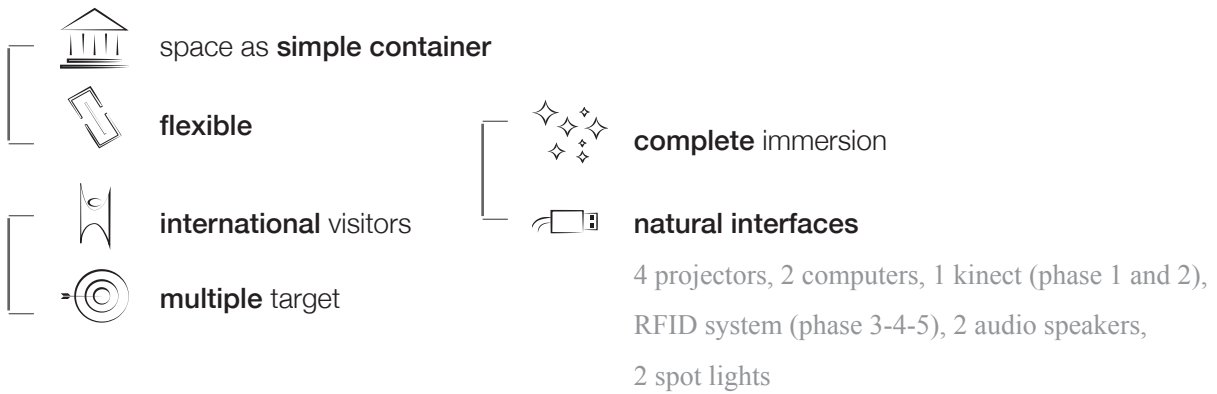 space as simple container
flexible
international visitors
multiple target
complete immersion
natural interfaces
4 projectors, 2 computers, 1 kinect (phase 1 and 2),
RFID system (phase 3-4-5), 2 audio speakers,
2 spot lights